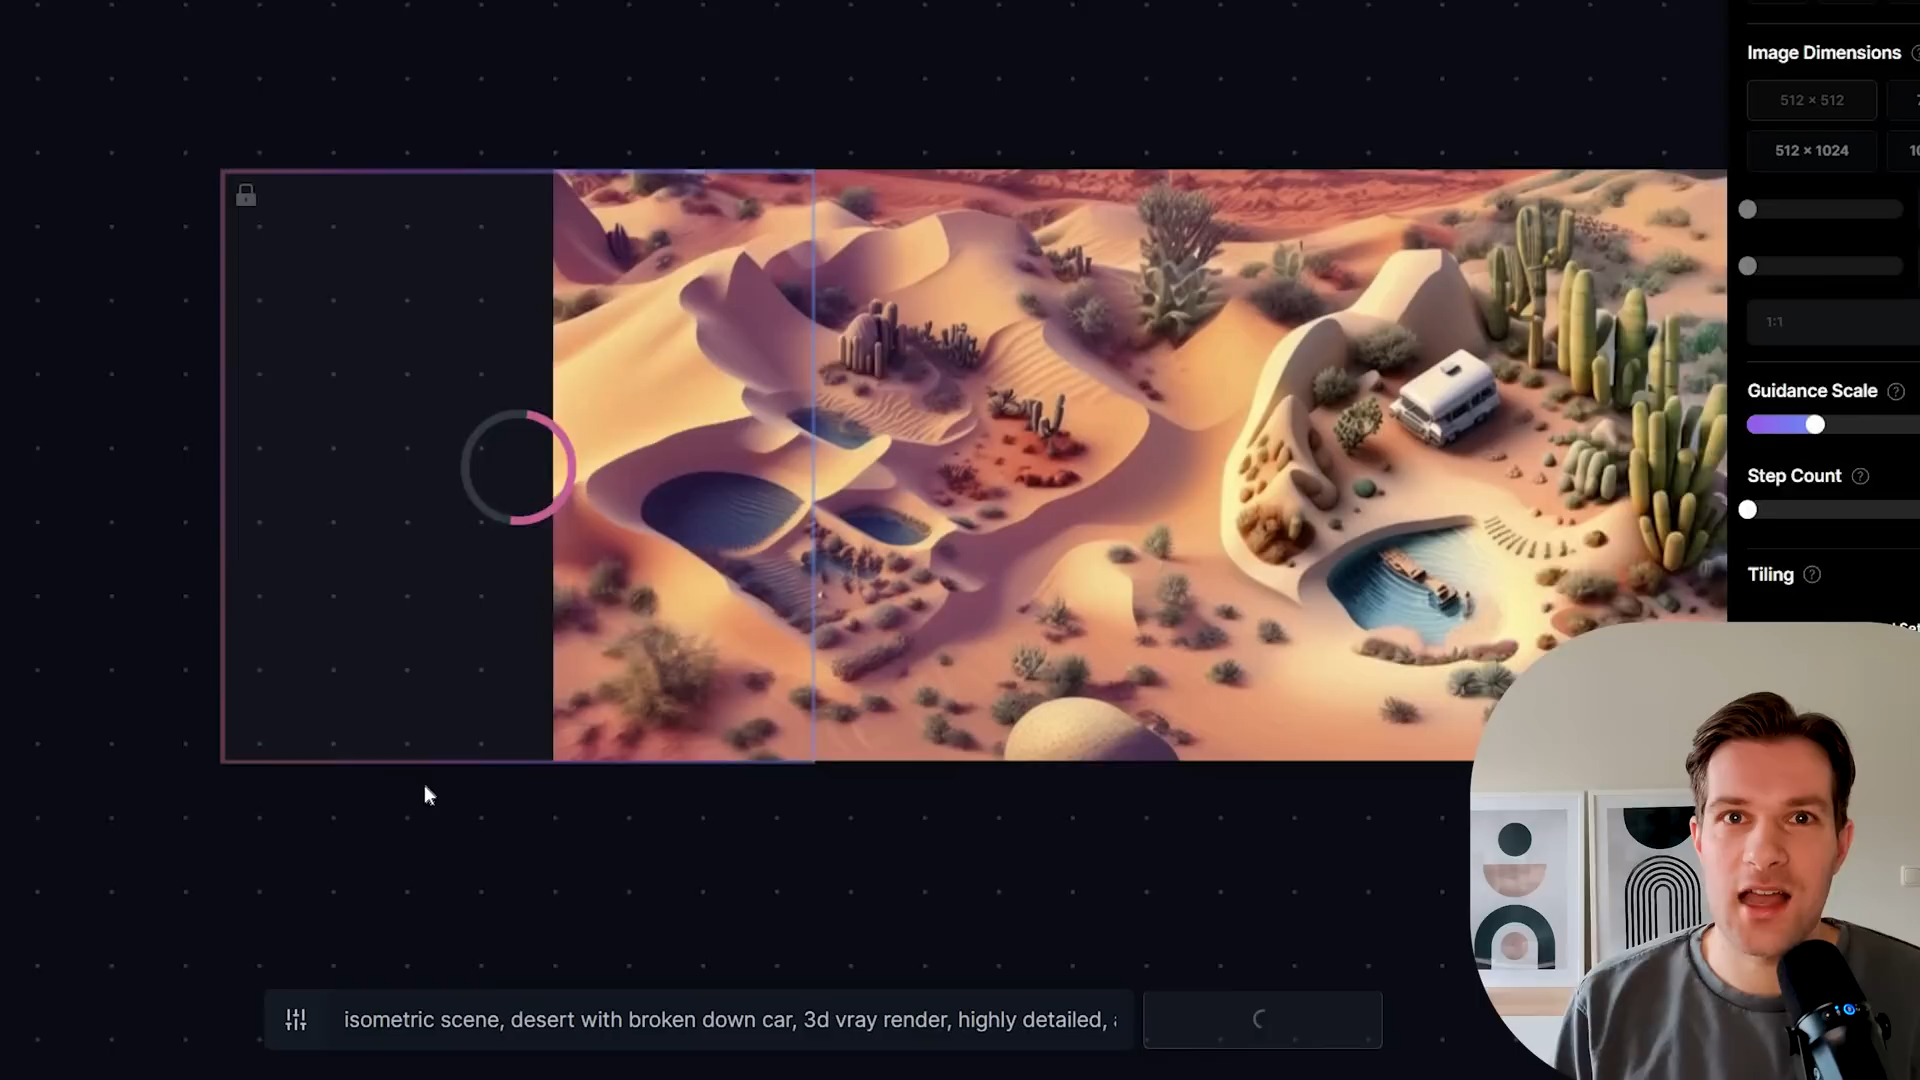 Image Dimensions
512 × 512
512 × 1024
1:1
Guidance Scale
Step Count
Tiling
isometric scene, desert with broken down car, 3d vray render, highly detailed,